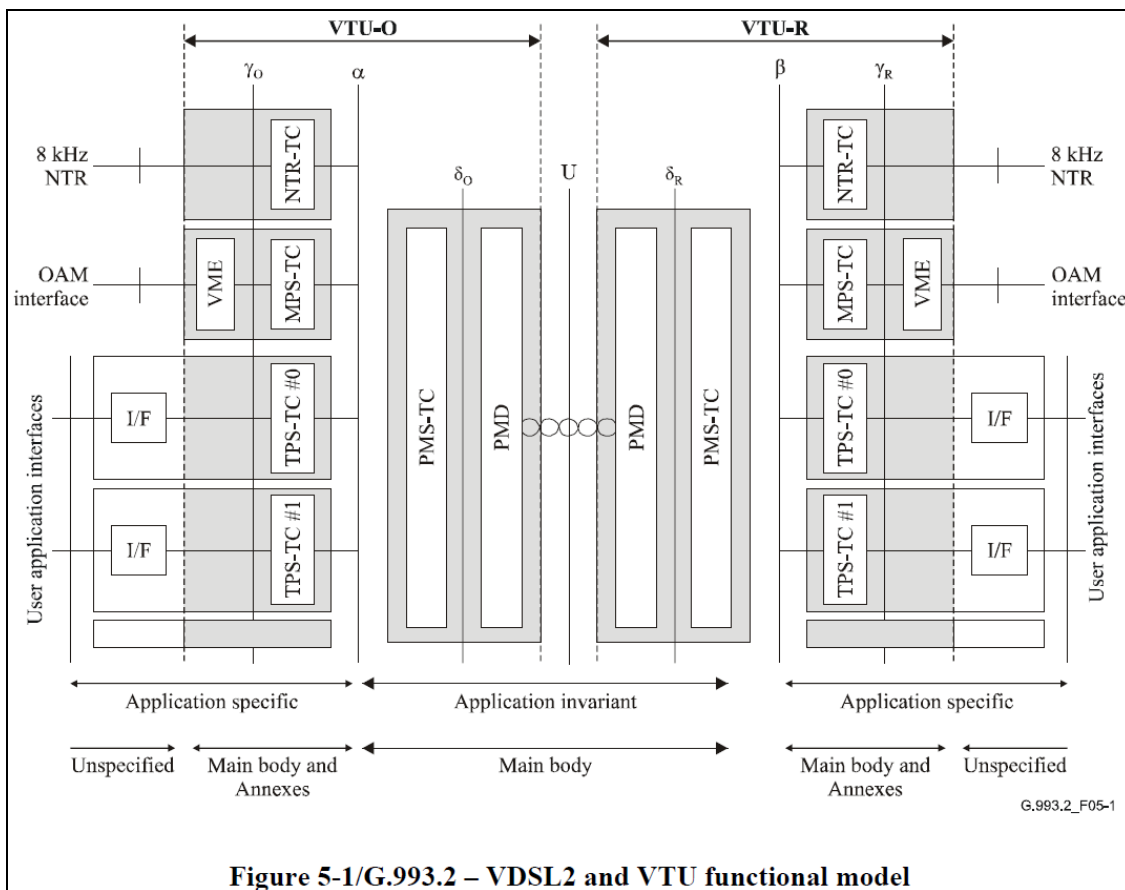 VTU-O
VTU-R
γO
α
β
γR
8 kHz
NTR
NTR-TC
δO
U
δR
NTR-TC
8 kHz
NTR
OAM
interface
VME
MPS-TC
MPS-TC
VME
OAM
interface
User application interfaces
I/F
TPS-TC #0
PMS-TC
PMD
PMD
PMS-TC
TPS-TC #0
I/F
User application interfaces
I/F
TPS-TC #1
TPS-TC #1
I/F
Application specific
Application invariant
Application specific
Unspecified
Main body and
Annexes
Main body
Main body and
Annexes
Unspecified
G.993.2_F05-1
Figure 5-1/G.993.2 – VDSL2 and VTU functional model